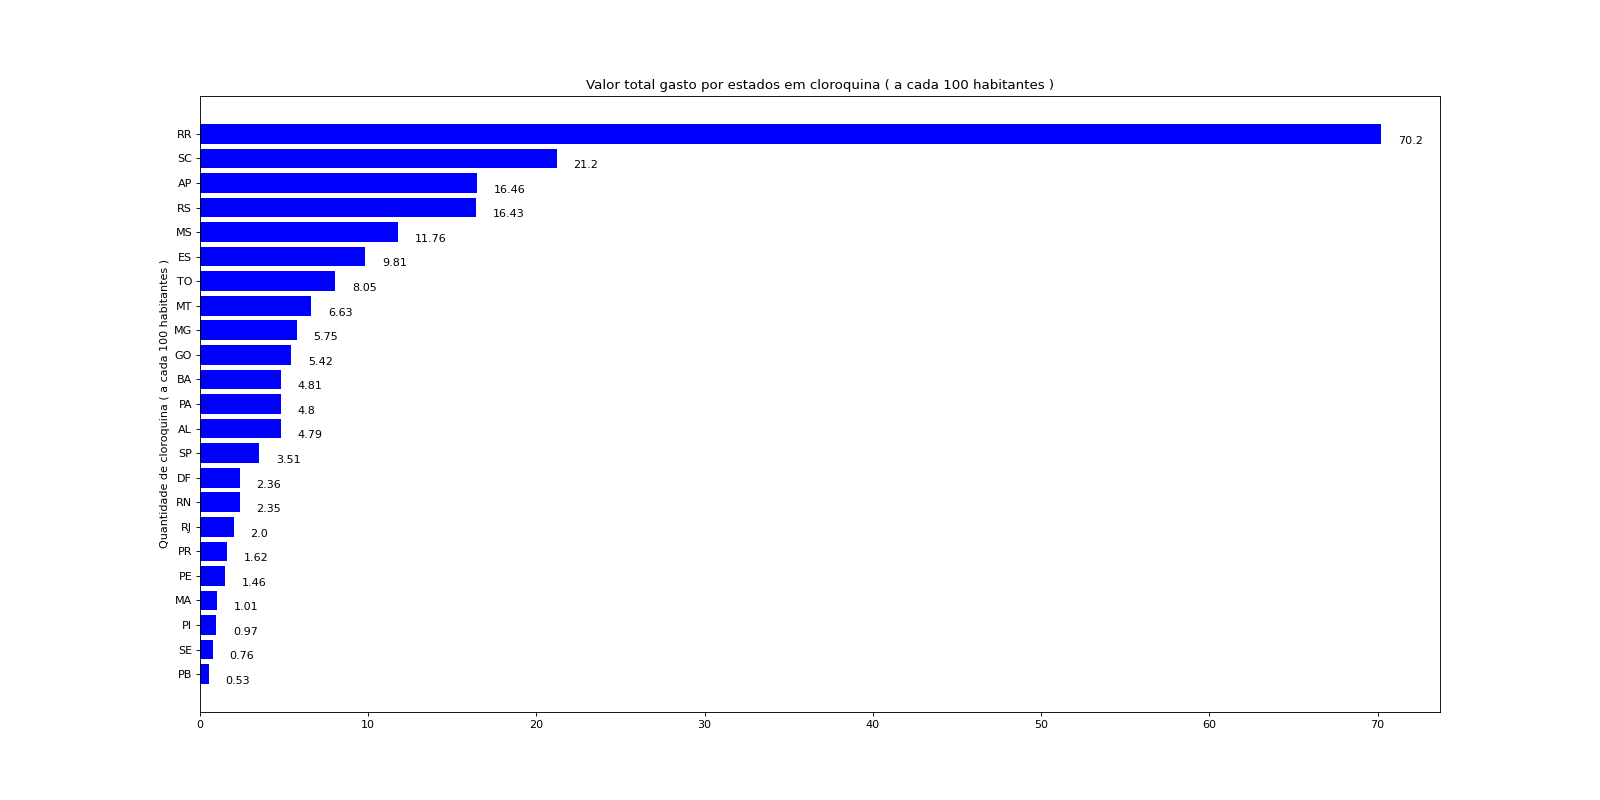 Valor total gasto por estados em cloroquina ( a cada 100 habitantes )
Quantidade de cloroquina ( a cada 100 habitantes )
RR 70.2
SC 21.2
AP 16.46
RS 16.43
MS 11.76
ES 9.81
TO 8.05
MT 6.63
MG 5.75
GO 5.42
BA 4.81
PA 4.8
AL 4.79
SP 3.51
DF 2.36
RN 2.35
RJ 2.0
PR 1.62
PE 1.46
MA 1.01
PI 0.97
SE 0.76
PB 0.53
0 10 20 30 40 50 60 70